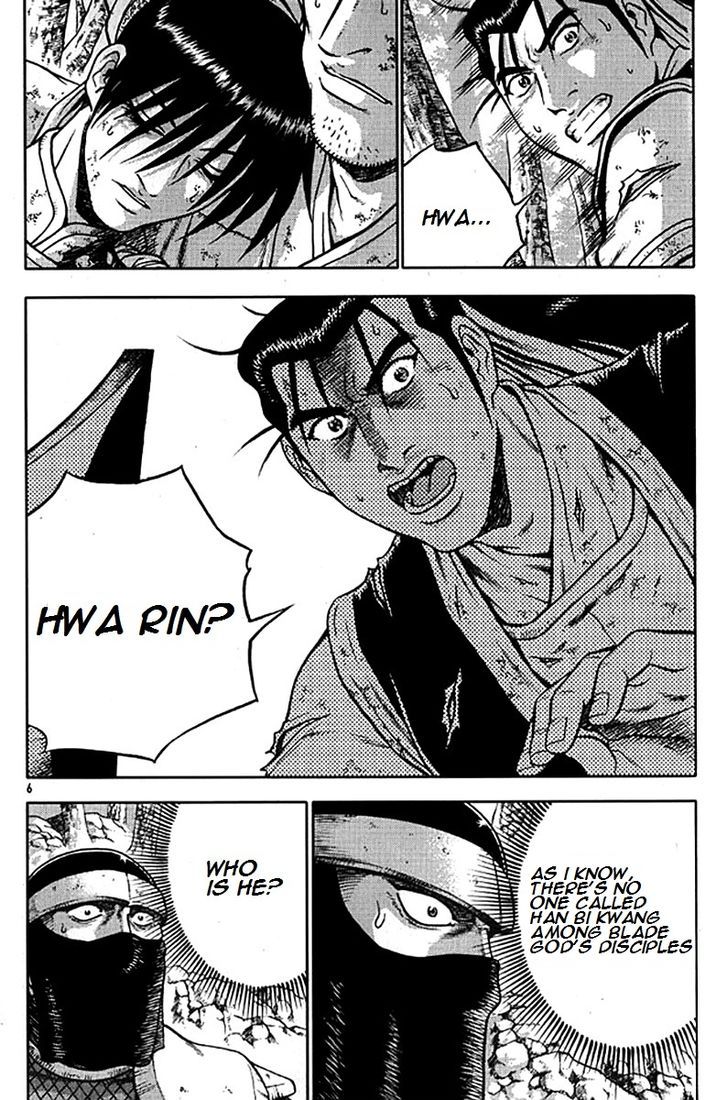 HWA...
HWA RIN?
6
WHO
IS HE?
AS I KNOW,
THERE'S NO
ONE CALLED
HAN BI KWANG
AMONG BLADE
GOD'S DISCIPLES